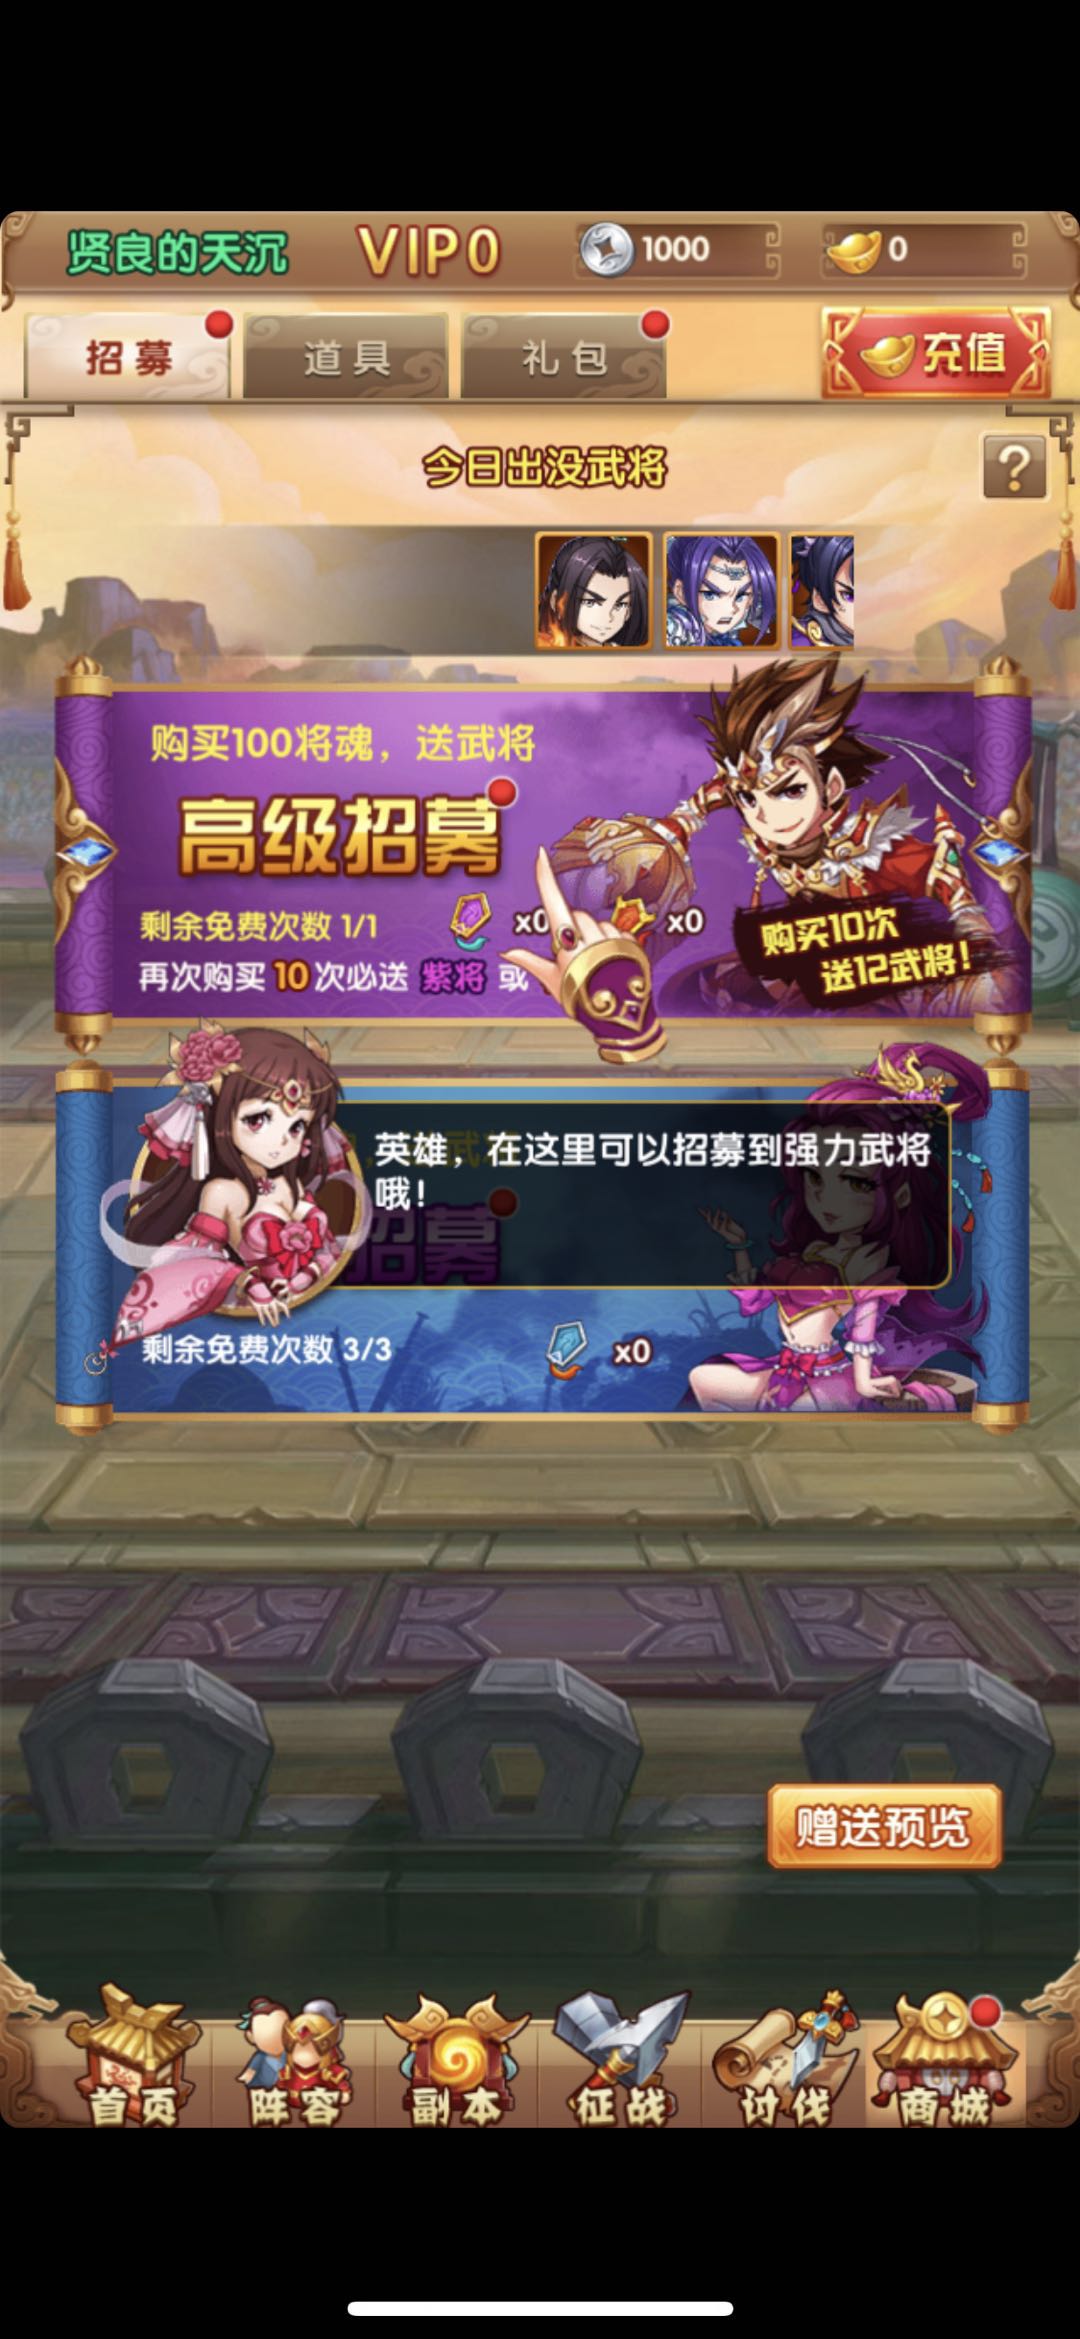 贤良的天沉
VIP0
1000
0
招募
道具
礼包
充值
今日出没武将
?
购买100将魂，送武将
高级招募
剩余免费次数 1/1
x0
x0
再次购买10次必送 紫将 或
购买10次
送12武将！
英雄，在这里可以招募到强力武将
哦！
招募
剩余免费次数 3/3
x0
赠送预览
首页
阵容
副本
征战
讨伐
商城